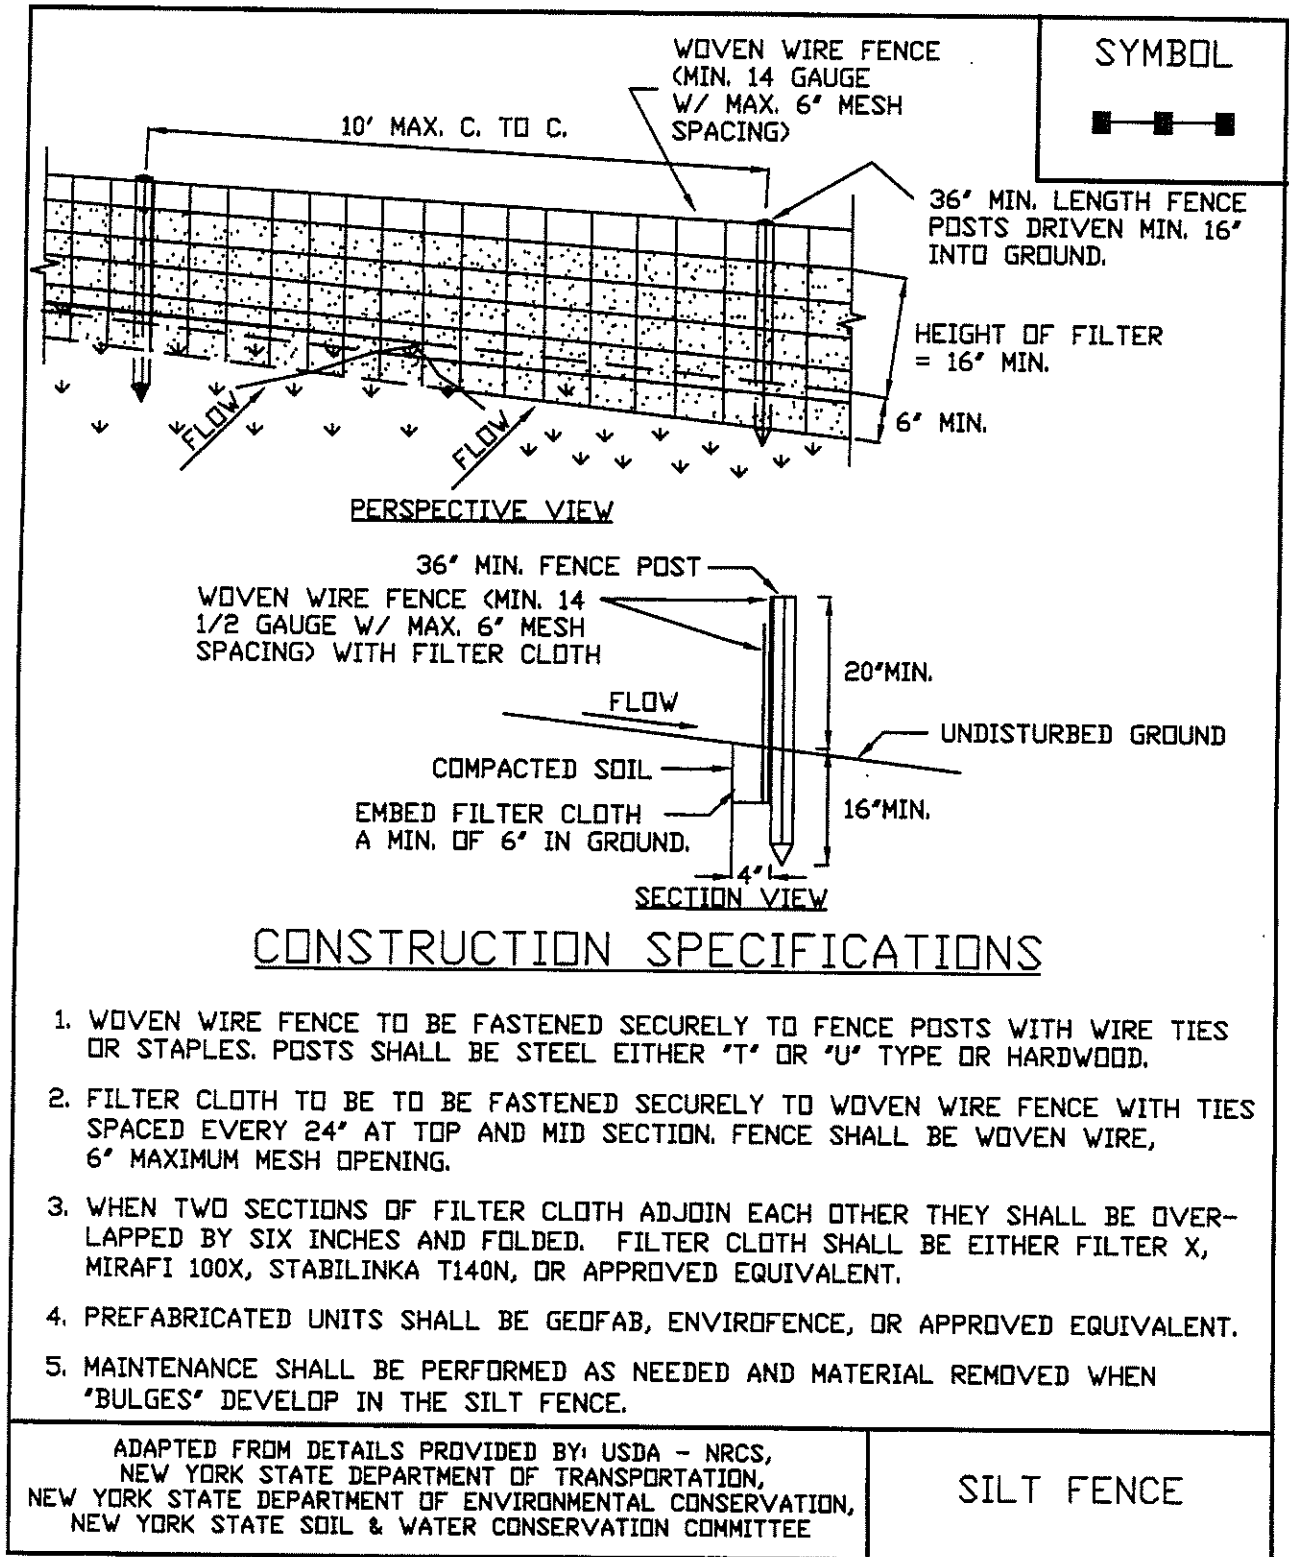 WOVEN WIRE FENCE
(MIN. 14 GAUGE
W/ MAX. 6" MESH
SPACING)
SYMBOL
10' MAX. C. TO C.
36" MIN. LENGTH FENCE
POSTS DRIVEN MIN. 16"
INTO GROUND.
HEIGHT OF FILTER
= 16" MIN.
6" MIN.
FLOW
FLOW
PERSPECTIVE VIEW
36" MIN. FENCE POST
WOVEN WIRE FENCE (MIN. 14
1/2 GAUGE W/ MAX. 6" MESH
SPACING) WITH FILTER CLOTH
20"MIN.
FLOW
UNDISTURBED GROUND
COMPACTED SOIL
EMBED FILTER CLOTH
A MIN. OF 6" IN GROUND.
16"MIN.
4"
SECTION VIEW
CONSTRUCTION SPECIFICATIONS
1. WOVEN WIRE FENCE TO BE FASTENED SECURELY TO FENCE POSTS WITH WIRE TIES
OR STAPLES. POSTS SHALL BE STEEL EITHER "T" OR "U" TYPE OR HARDWOOD.
2. FILTER CLOTH TO BE TO BE FASTENED SECURELY TO WOVEN WIRE FENCE WITH TIES
SPACED EVERY 24" AT TOP AND MID SECTION. FENCE SHALL BE WOVEN WIRE,
6" MAXIMUM MESH OPENING.
3. WHEN TWO SECTIONS OF FILTER CLOTH ADJOIN EACH OTHER THEY SHALL BE OVER-
LAPPED BY SIX INCHES AND FOLDED. FILTER CLOTH SHALL BE EITHER FILTER X,
MIRAFI 100X, STABILINKA T140N, OR APPROVED EQUIVALENT.
4. PREFABRICATED UNITS SHALL BE GEOFAB, ENVIROFENCE, OR APPROVED EQUIVALENT.
5. MAINTENANCE SHALL BE PERFORMED AS NEEDED AND MATERIAL REMOVED WHEN
"BULGES" DEVELOP IN THE SILT FENCE.
ADAPTED FROM DETAILS PROVIDED BY: USDA - NRCS,
NEW YORK STATE DEPARTMENT OF TRANSPORTATION,
NEW YORK STATE DEPARTMENT OF ENVIRONMENTAL CONSERVATION,
NEW YORK STATE SOIL & WATER CONSERVATION COMMITTEE
SILT FENCE